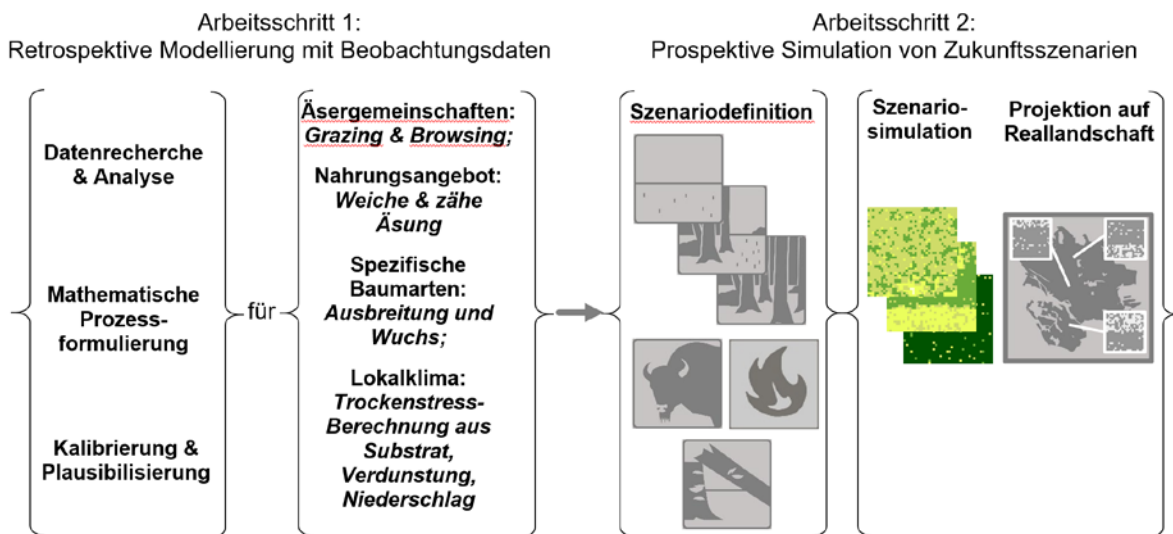 Arbeitsschritt 1:
Retrospektive Modellierung mit Beobachtungsdaten
Datenrecherche
& Analyse
Mathematische
Prozess-
formulierung
Kalibrierung &
Plausibilisierung
für
Äsergemeinschaften:
Grazing & Browsing;
Nahrungsangebot:
Weiche & zähe
Äsung
Spezifische
Baumarten:
Ausbreitung und
Wuchs;
Lokalklima:
Trockenstress-
Berechnung aus
Substrat,
Verdunstung,
Niederschlag
Arbeitsschritt 2:
Prospektive Simulation von Zukunftsszenarien
Szenariodefinition
Szenario-
simulation
Projektion auf
Reallandschaft